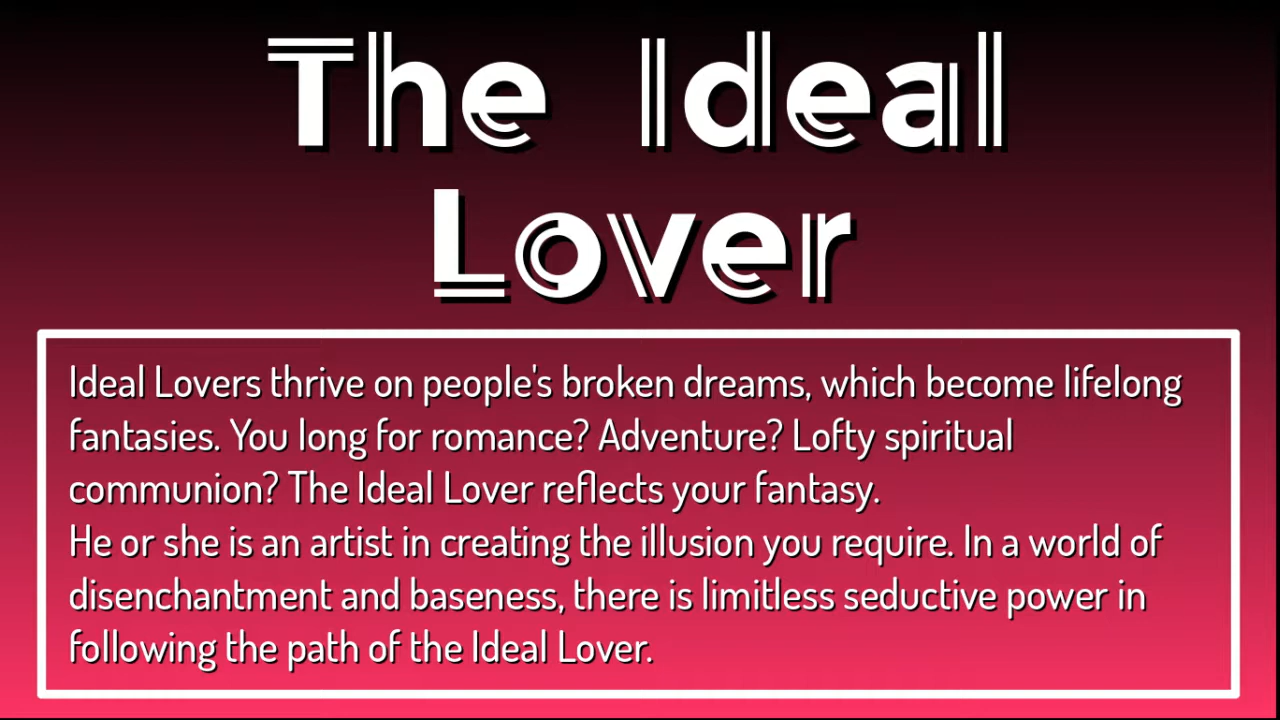 The Ideal
Lover
Ideal Lovers thrive on people's broken dreams, which become lifelong
fantasies. You long for romance? Adventure? Lofty spiritual
communion? The Ideal Lover reflects your fantasy.
He or she is an artist in creating the illusion you require. In a world of
disenchantment and baseness, there is limitless seductive power in
following the path of the Ideal Lover.